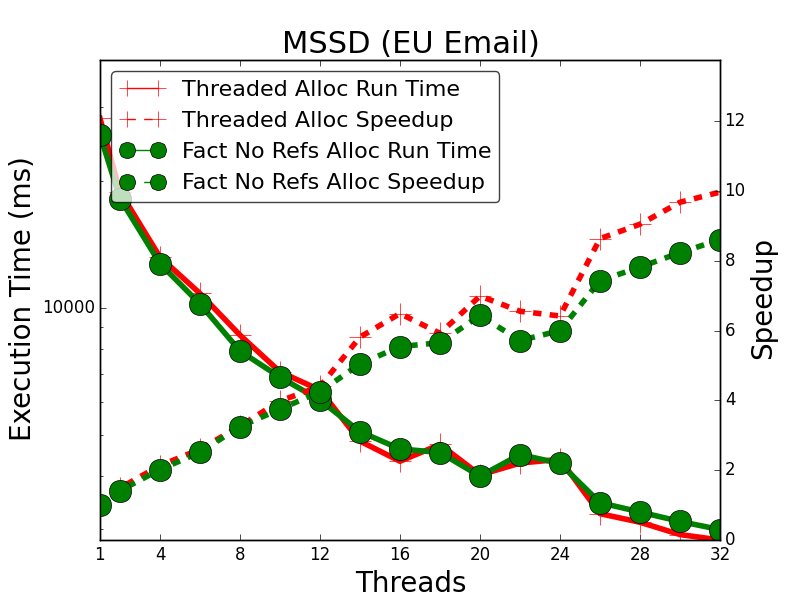 MSSD (EU Email)
Threaded Alloc Run Time
Threaded Alloc Speedup
Fact No Refs Alloc Run Time
Fact No Refs Alloc Speedup
Execution Time (ms)
10000
12
10
8
6
4
2
0
Speedup
1 4 8 12 16 20 24 28 32
Threads